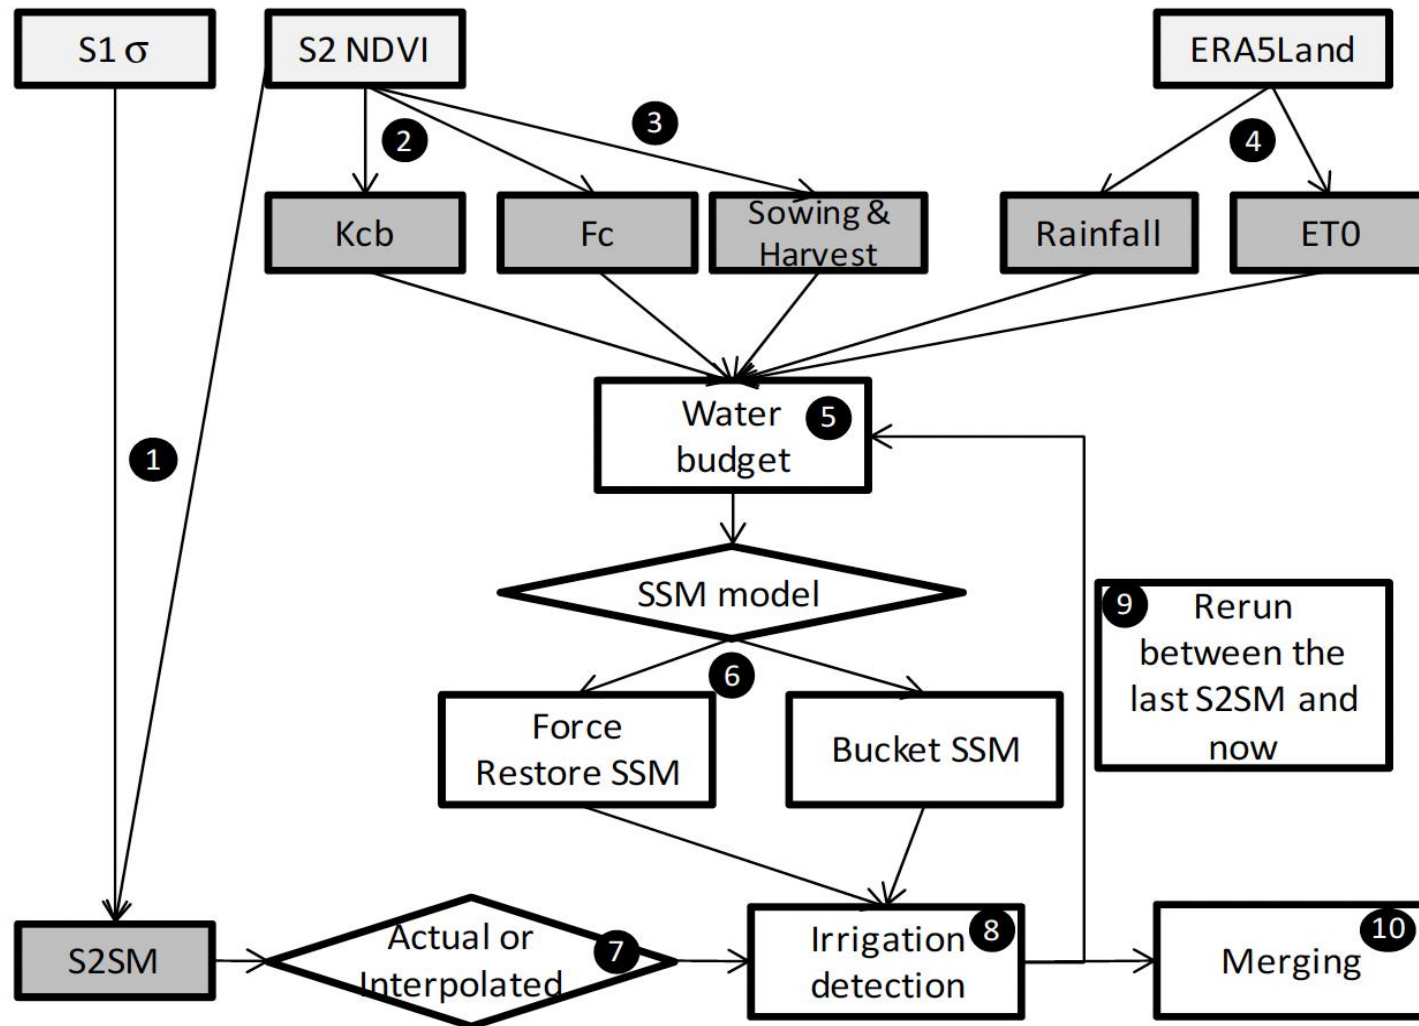 S1 σ
S2 NDVI
ERA5Land
2
3
4
Kcb
Fc
Sowing &
Harvest
Rainfall
ET0
1
Water
budget
5
SSM model
6
Force
Restore SSM
Bucket SSM
9
Rerun
between the
last S2SM and
now
S2SM
Actual or
Interpolated
7
Irrigation
detection
8
Merging
10